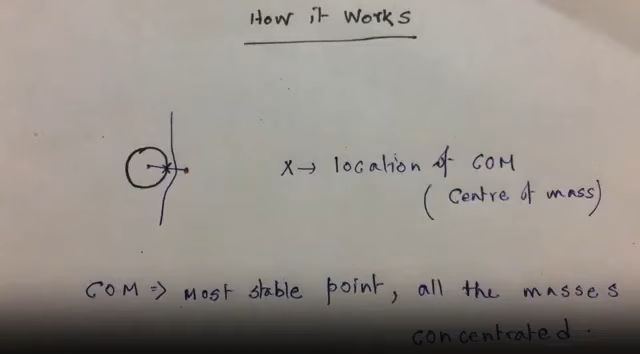 How it works
X → location of COM
(Centre of mass)
COM ⇒ most stable point, all the masses
concentrated.